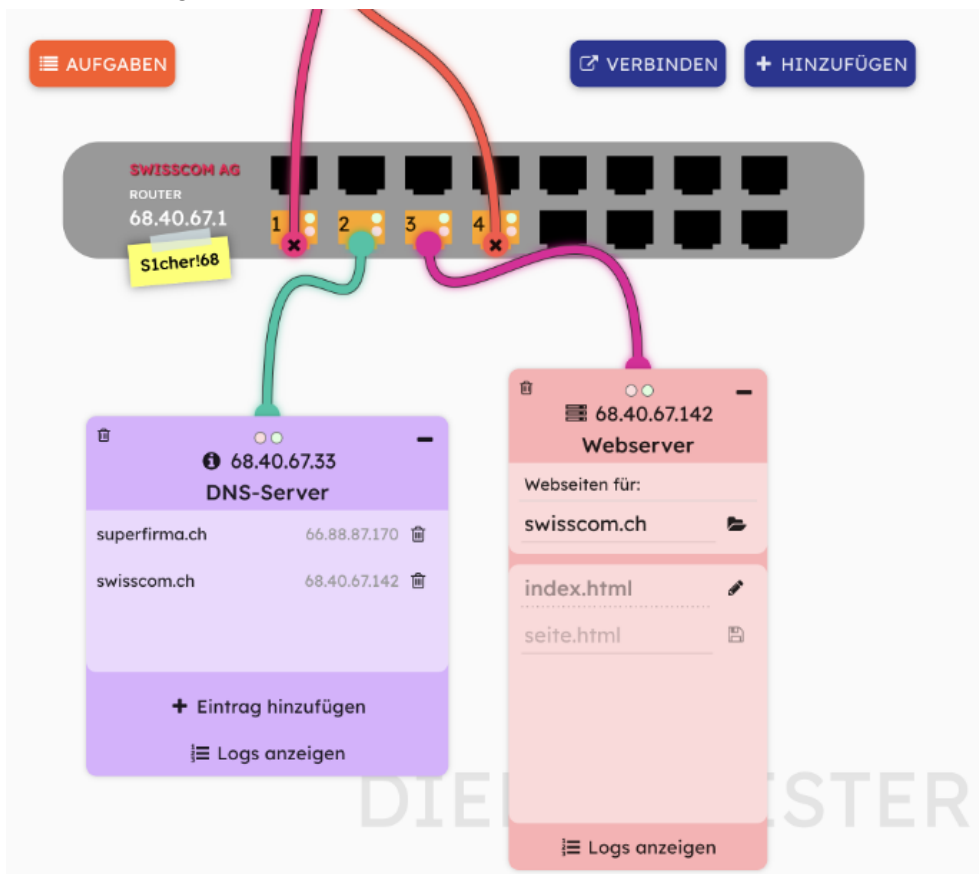 AUFGABEN
VERBINDEN
+ HINZUFÜGEN
SWISSCOM AG
ROUTER
68.40.67.1
S1cher!68
1 2 3 4
68.40.67.33
DNS-Server
superfirma.ch 66.88.87.170
swisscom.ch 68.40.67.142
+ Eintrag hinzufügen
Logs anzeigen
68.40.67.142
Webserver
Webseiten für:
swisscom.ch
index.html
seite.html
Logs anzeigen